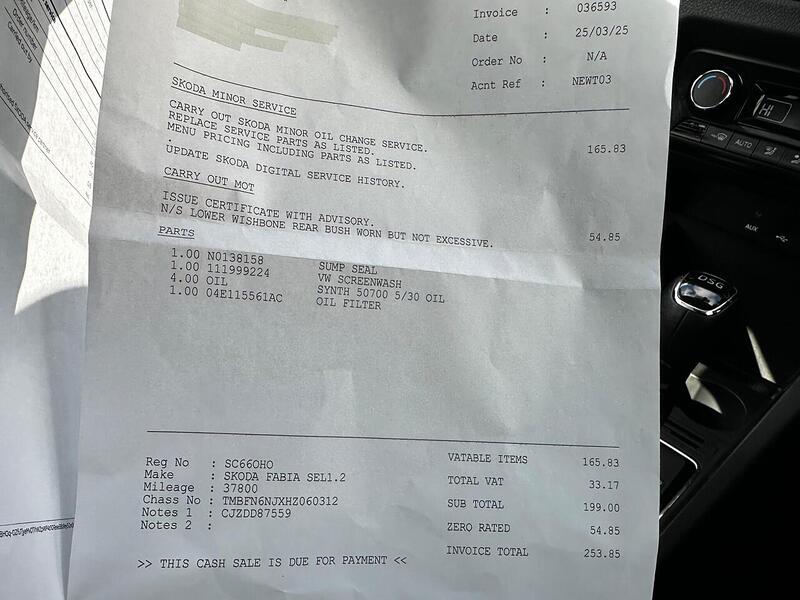 Invoice : 036593
Date : 25/03/25
Order No : N/A
Acnt Ref : NEWT03
SKODA MINOR SERVICE
CARRY OUT SKODA MINOR OIL CHANGE SERVICE.
REPLACE SERVICE PARTS AS LISTED.
MENU PRICING INCLUDING PARTS AS LISTED. 165.83
UPDATE SKODA DIGITAL SERVICE HISTORY.
CARRY OUT MOT
ISSUE CERTIFICATE WITH ADVISORY.
N/S LOWER WISHBONE REAR BUSH WORN BUT NOT EXCESSIVE. 54.85
PARTS
1.00 N0138158 SUMP SEAL
1.00 111999224 VW SCREENWASH
4.00 OIL SYNTH 50700 5/30 OIL
1.00 04E115561AC OIL FILTER
Reg No : SC66OHO
Make : SKODA FABIA SEL1.2
Mileage : 37800
Chass No : TMBFN6NJXHZ060312
Notes 1 : CJZDD87559
Notes 2 :
VATABLE ITEMS 165.83
TOTAL VAT 33.17
SUB TOTAL 199.00
ZERO RATED 54.85
INVOICE TOTAL 253.85
>> THIS CASH SALE IS DUE FOR PAYMENT <<
HI
AUTO
AUX
DSG
Order number